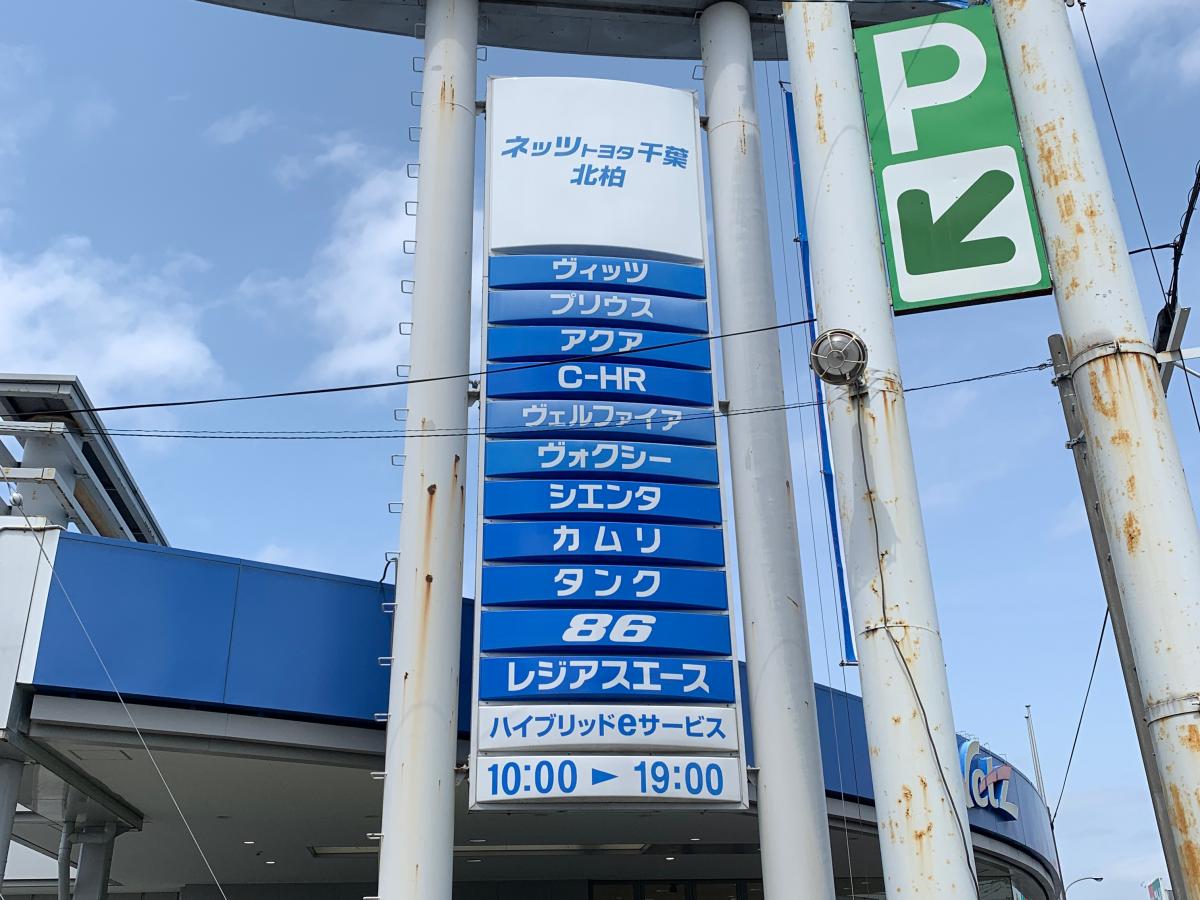 ネッツトヨタ千葉
北柏
ヴィッツ
プリウス
アクア
C-HR
ヴェルファイア
ヴォクシー
シエンタ
カムリ
タンク
86
レジアスエース
ハイブリッドeサービス
10:00 ► 19:00
P
Netz